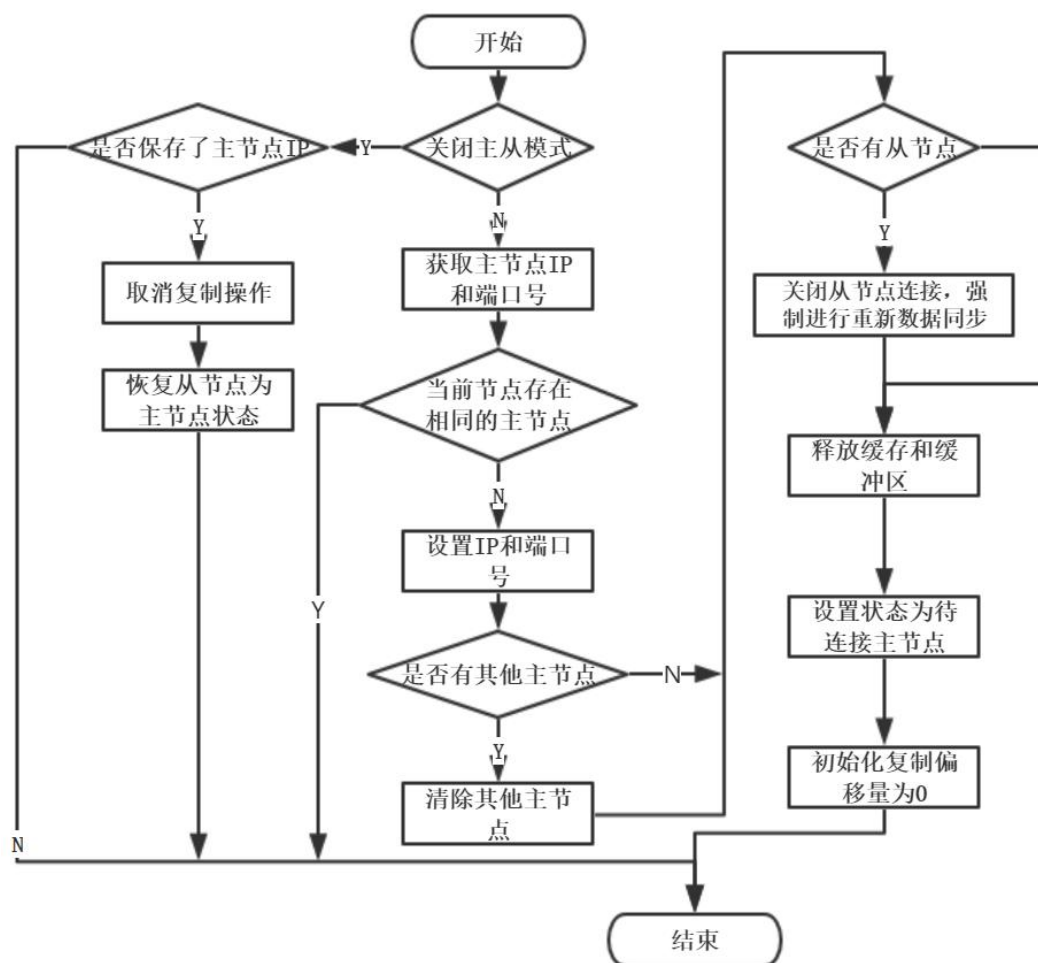 开始
是否保存了主节点IP
Y
关闭主从模式
是否有从节点
Y
N
Y
取消复制操作
获取主节点IP
和端口号
关闭从节点连接，强
制进行重新数据同步
恢复从节点为
主节点状态
当前节点存在
相同的主节点
释放缓存和缓
冲区
N
设置IP和端口
号
Y
设置状态为待
连接主节点
是否有其他主节点
N
Y
清除其他主节
点
初始化复制偏
移量为0
N
结束